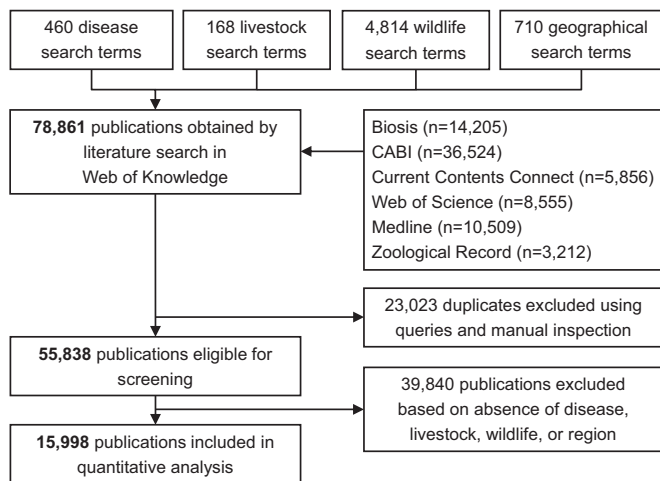 460 disease
search terms
168 livestock
search terms
4,814 wildlife
search terms
710 geographical
search terms
78,861 publications obtained by
literature search in
Web of Knowledge
Biosis (n=14,205)
CABI (n=36,524)
Current Contents Connect (n=5,856)
Web of Science (n=8,555)
Medline (n=10,509)
Zoological Record (n=3,212)
23,023 duplicates excluded using
queries and manual inspection
55,838 publications eligible for
screening
39,840 publications excluded
based on absence of disease,
livestock, wildlife, or region
15,998 publications included in
quantitative analysis